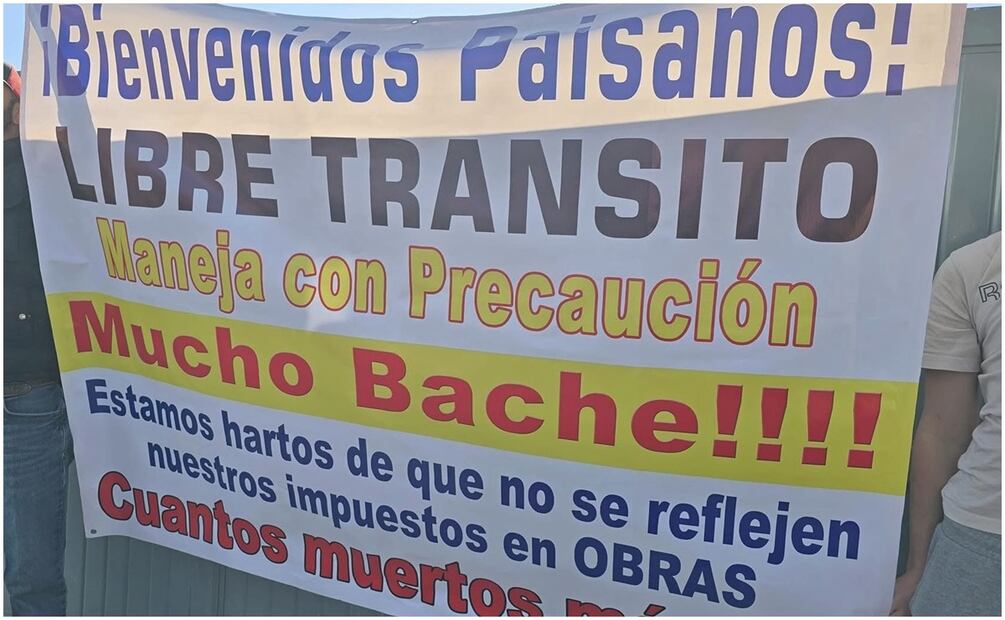 ¡Bienvenidos Paisanos!
LIBRE TRANSITO
Maneja con Precaución
Mucho Bache!!!!
Estamos hartos de que no se reflejen
nuestros impuestos en OBRAS
Cuantos muertos